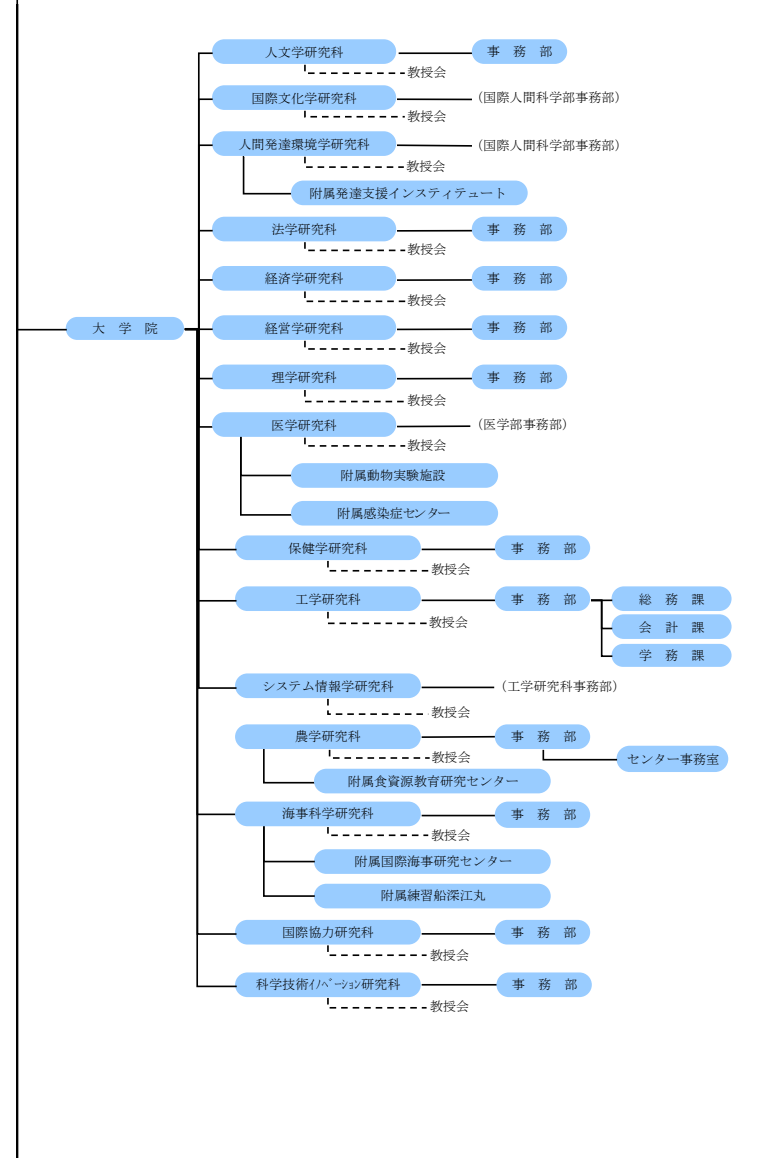 人文学研究科 事 務 部
教授会
国際文化学研究科 (国際人間科学部事務部)
教授会
人間発達環境学研究科 (国際人間科学部事務部)
教授会
附属発達支援インスティテュート
法学研究科 事 務 部
教授会
経済学研究科 事 務 部
教授会
大 学 院 経営学研究科 事 務 部
教授会
理学研究科 事 務 部
教授会
医学研究科 (医学部事務部)
教授会
附属動物実験施設
附属感染症センター
保健学研究科 事 務 部
教授会
工学研究科 事 務 部 総 務 課
教授会 会 計 課
学 務 課
システム情報学研究科 (工学研究科事務部)
教授会
農学研究科 事 務 部
教授会 センター事務室
附属食資源教育研究センター
海事科学研究科 事 務 部
教授会
附属国際海事研究センター
附属練習船深江丸
国際協力研究科 事 務 部
教授会
科学技術ｲﾉﾍﾞｰｼｮﾝ研究科 事 務 部
教授会